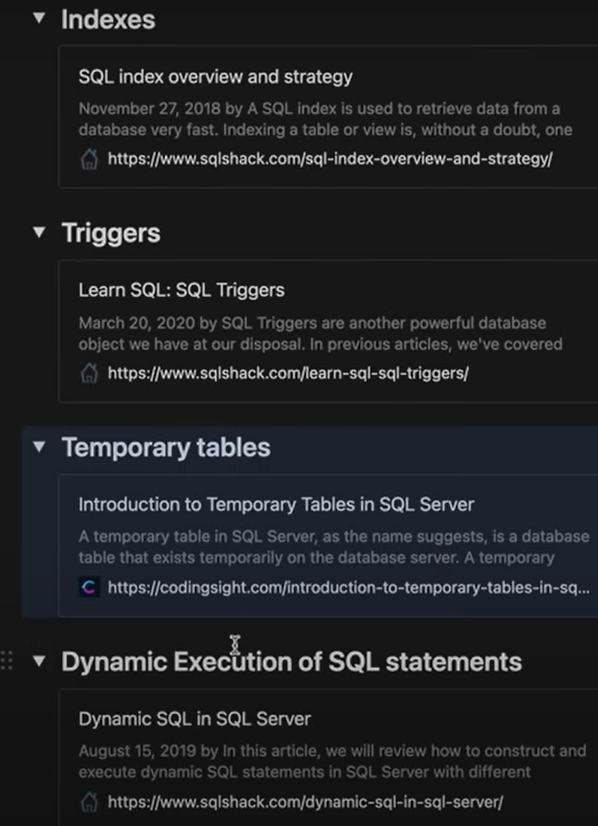 Indexes
SQL index overview and strategy
November 27, 2018 by A SQL index is used to retrieve data from a
database very fast. Indexing a table or view is, without a doubt, one
https://www.sqlshack.com/sql-index-overview-and-strategy/
Triggers
Learn SQL: SQL Triggers
March 20, 2020 by SQL Triggers are another powerful database
object we have at our disposal. In previous articles, we've covered
https://www.sqlshack.com/learn-sql-sql-triggers/
Temporary tables
Introduction to Temporary Tables in SQL Server
A temporary table in SQL Server, as the name suggests, is a database
table that exists temporarily on the database server. A temporary
https://codingsight.com/introduction-to-temporary-tables-in-sq...
Dynamic Execution of SQL statements
Dynamic SQL in SQL Server
August 15, 2019 by In this article, we will review how to construct and
execute dynamic SQL statements in SQL Server with different
https://www.sqlshack.com/dynamic-sql-in-sql-server/